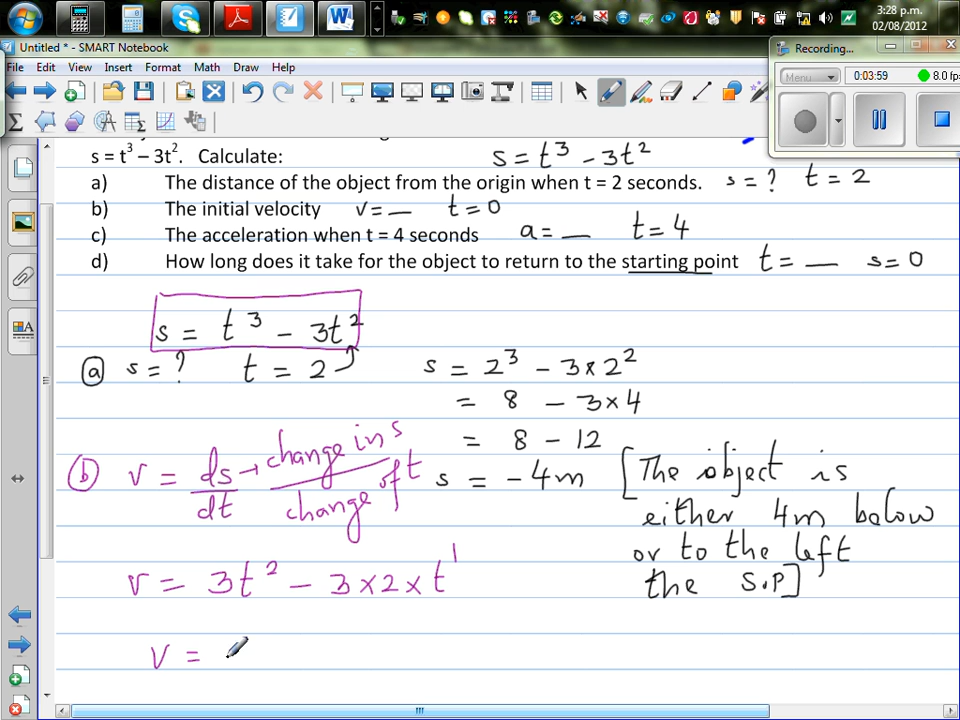 3:28 p.m.
02/08/2012
Untitled * - SMART Notebook
Recording...
File Edit View Insert Format Math Draw Help
Menu 0:03:59 8.0 fp
s = t³ – 3t². Calculate: s = t³ - 3t²
a) The distance of the object from the origin when t = 2 seconds. s = ? t = 2
b) The initial velocity v = __ t = 0
c) The acceleration when t = 4 seconds a = __ t = 4
d) How long does it take for the object to return to the starting point t = __ s = 0
s = t³ - 3t²
a s = ? t = 2
s = 2³ - 3 × 2²
= 8 - 3 × 4
= 8 - 12
s = - 4m
[The object is
either 4m below
or to the left
the S.P]
b v = ds/dt → change in s / change of t
v = 3t² - 3 × 2 × t¹
v =